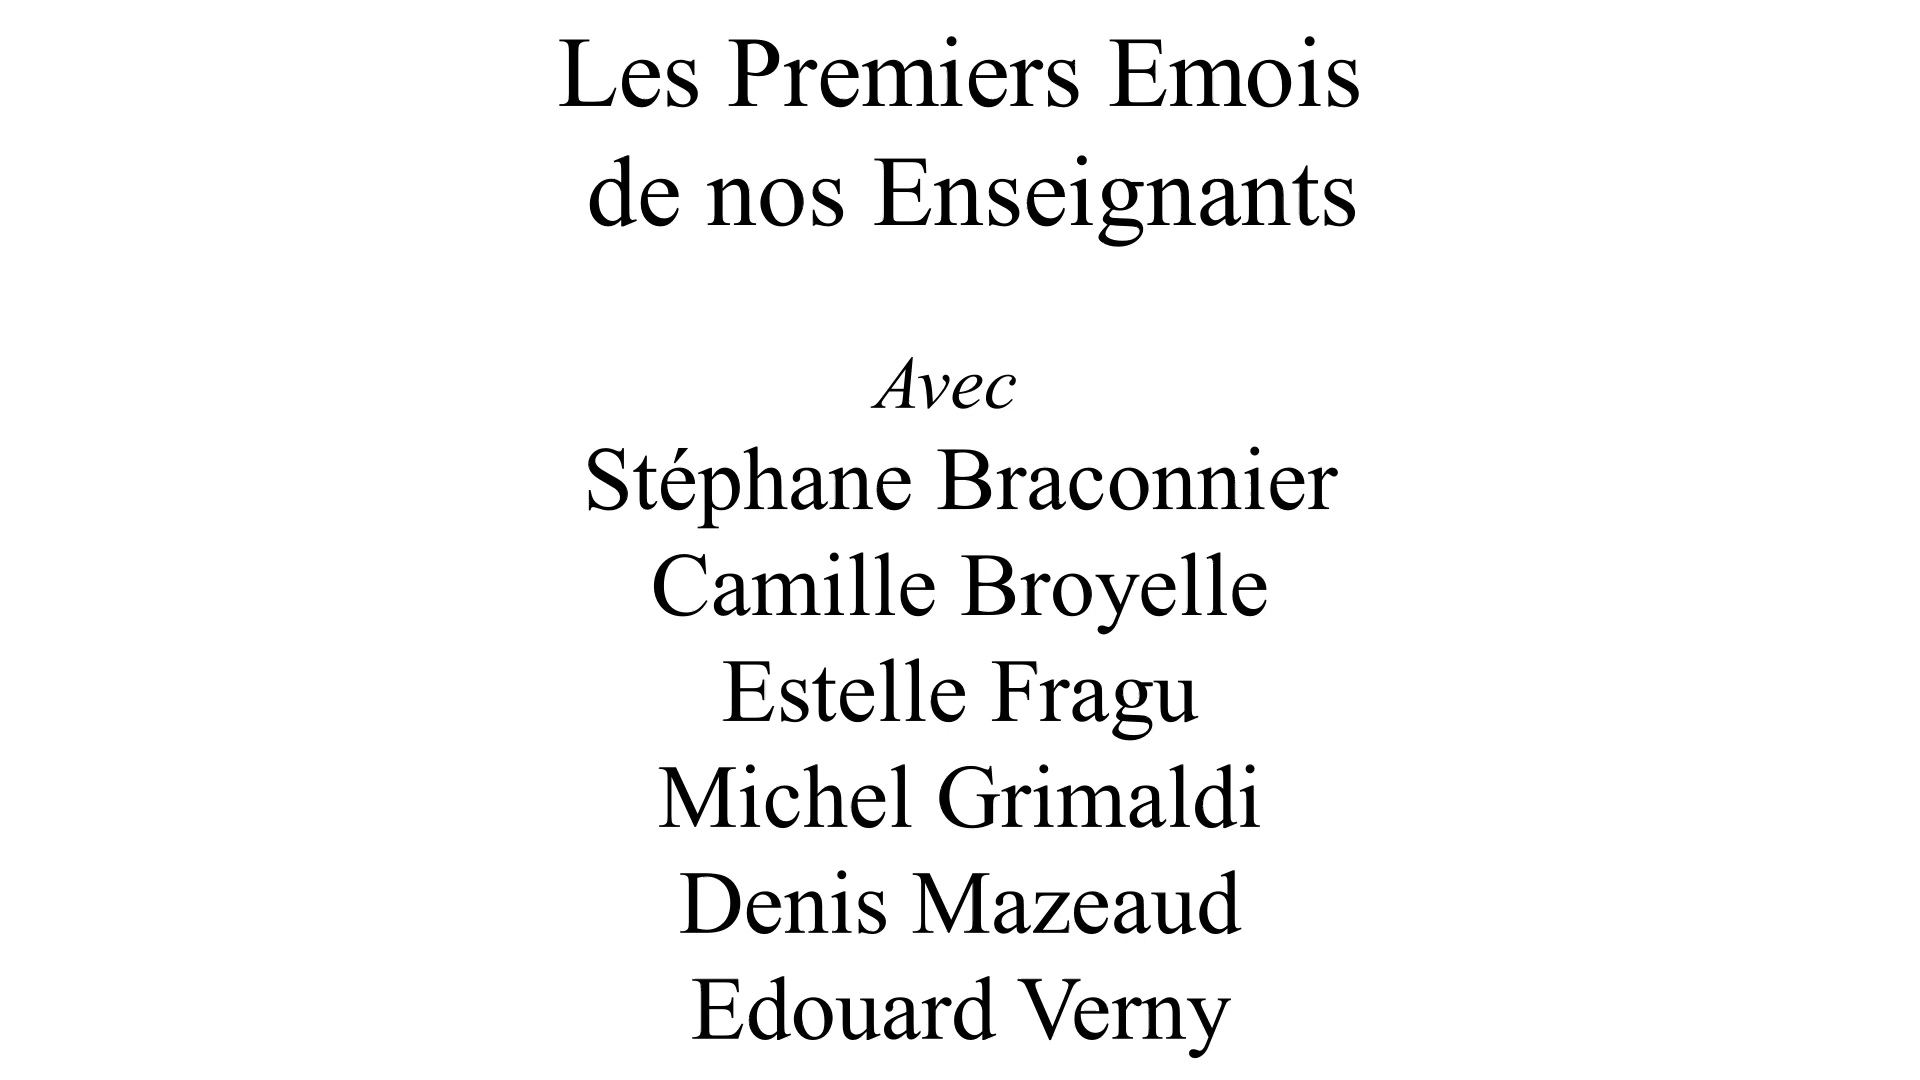 Les Premiers Emois
de nos Enseignants
Avec
Stéphane Braconnier
Camille Broyelle
Estelle Fragu
Michel Grimaldi
Denis Mazeaud
Edouard Verny